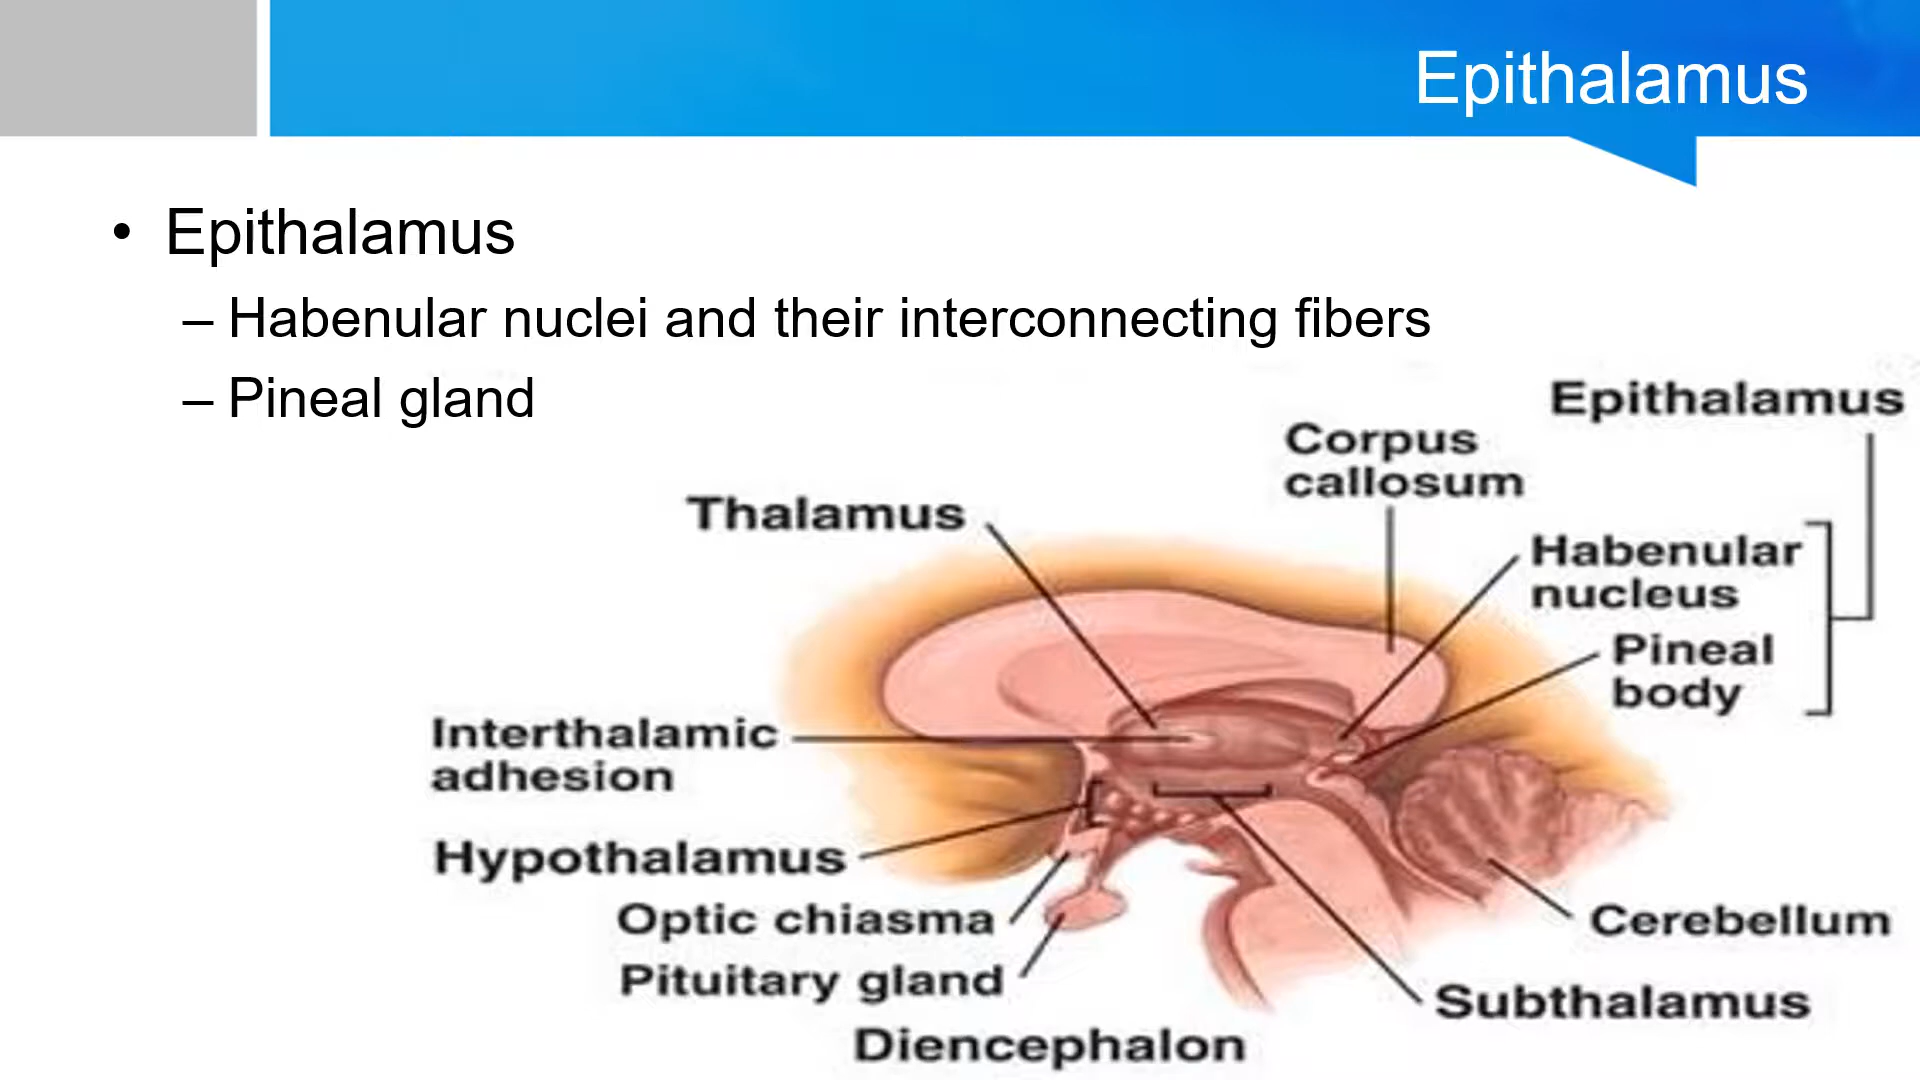 Epithalamus
• Epithalamus
– Habenular nuclei and their interconnecting fibers
– Pineal gland
Epithalamus
Corpus
callosum
Thalamus
Habenular
nucleus
Pineal
body
Interthalamic
adhesion
Hypothalamus
Optic chiasma
Cerebellum
Pituitary gland
Subthalamus
Diencephalon